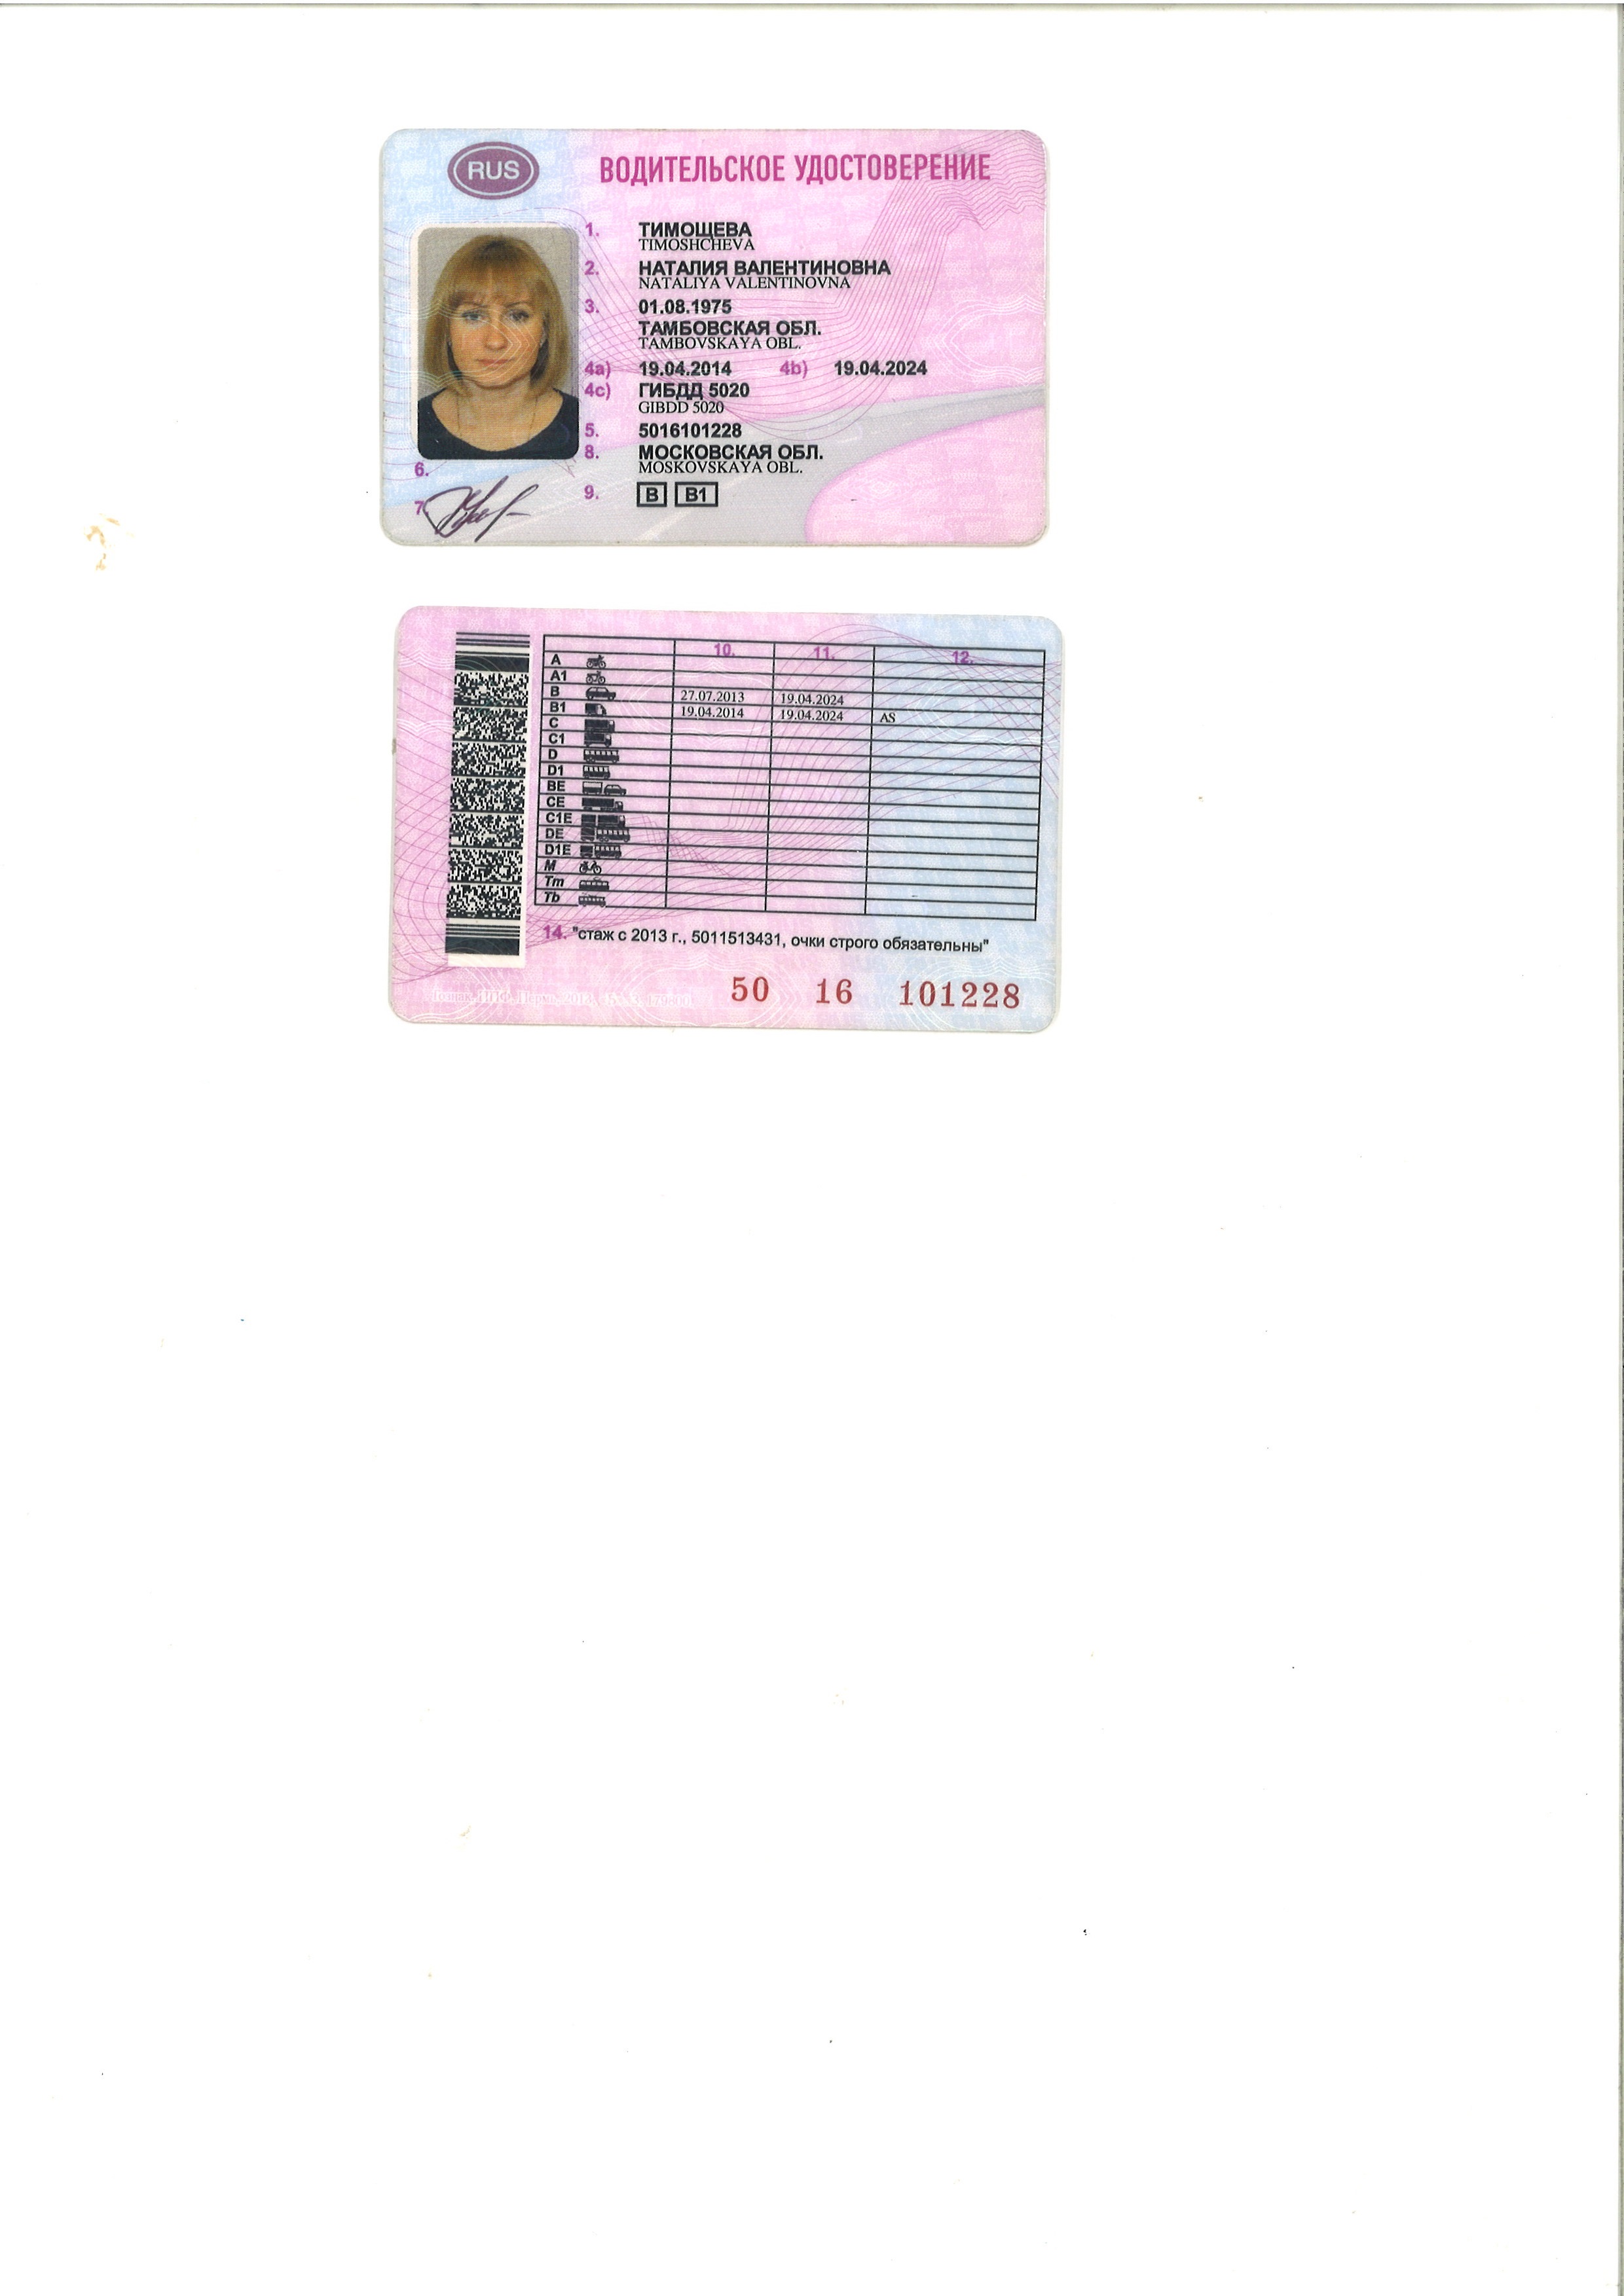 RUS
ВОДИТЕЛЬСКОЕ УДОСТОВЕРЕНИЕ
1. ТИМОЩЕВА
TIMOSHCHEVA
2. НАТАЛИЯ ВАЛЕНТИНОВНА
NATALIYA VALENTINOVNA
3. 01.08.1975
ТАМБОВСКАЯ ОБЛ.
TAMBOVSKAYA OBL.
4a) 19.04.2014 4b) 19.04.2024
4c) ГИБДД 5020
GIBDD 5020
5. 5016101228
8. МОСКОВСКАЯ ОБЛ.
MOSKOVSKAYA OBL.
6.
7.
9. B B1
10. 11. 12.
A
A1
B 27.07.2013 19.04.2024
B1 19.04.2014 19.04.2024 AS
C
C1
D
D1
BE
CE
C1E
DE
D1E
M
Tm
Tb
14. "стаж с 2013 г., 5011513431, очки строго обязательны"
50 16 101228